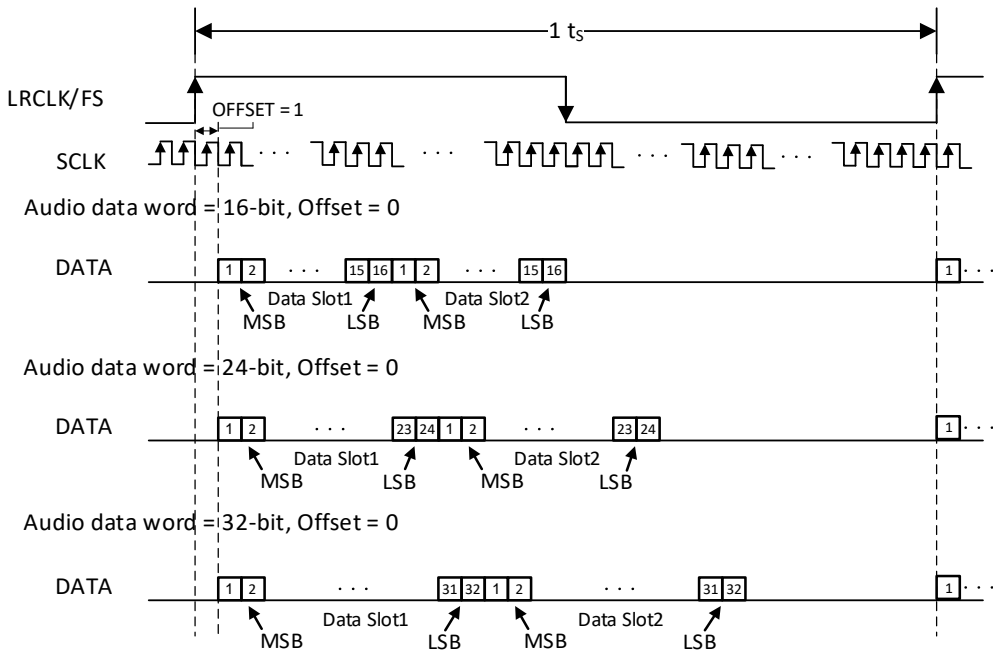 1 tS
LRCLK/FS
OFFSET = 1
SCLK
. . . . . . . . . . . .
Audio data word = 16-bit, Offset = 0
DATA 1 2 . . . 15 16 1 2 . . . 15 16 1 . . .
Data Slot1 Data Slot2
MSB LSB MSB LSB
Audio data word = 24-bit, Offset = 0
DATA 1 2 . . . 23 24 1 2 . . . 23 24 1 . . .
Data Slot1 Data Slot2
MSB LSB MSB LSB
Audio data word = 32-bit, Offset = 0
DATA 1 2 . . . 31 32 1 2 . . . 31 32 1 . . .
Data Slot1 Data Slot2
MSB LSB MSB LSB